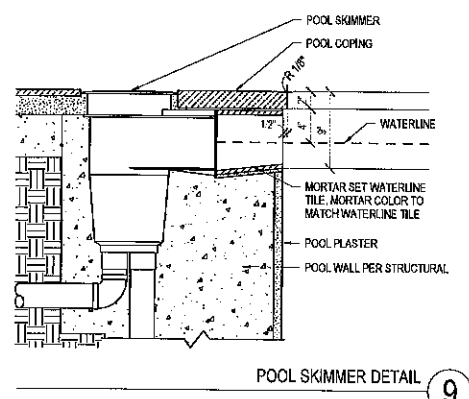 POOL SKIMMER
POOL COPING
R 1/8"
1/2"
WATERLINE
MORTAR SET WATERLINE
TILE, MORTAR COLOR TO
MATCH WATERLINE TILE
POOL PLASTER
POOL WALL PER STRUCTURAL
POOL SKIMMER DETAIL
9